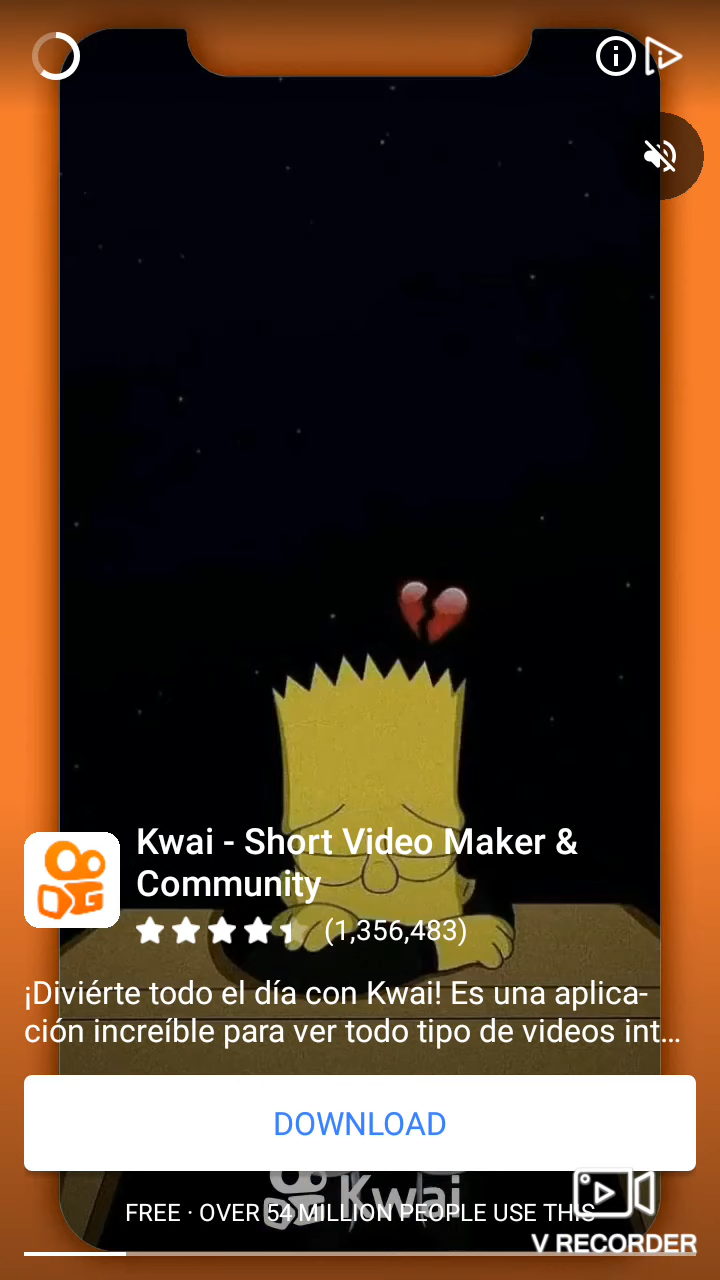 Kwai - Short Video Maker &
Community
(1,356,483)
¡Diviérte todo el día con Kwai! Es una aplica-
ción increíble para ver todo tipo de videos int...
DOWNLOAD
Kwai
FREE · OVER 54 MILLION PEOPLE USE THIS
V RECORDER